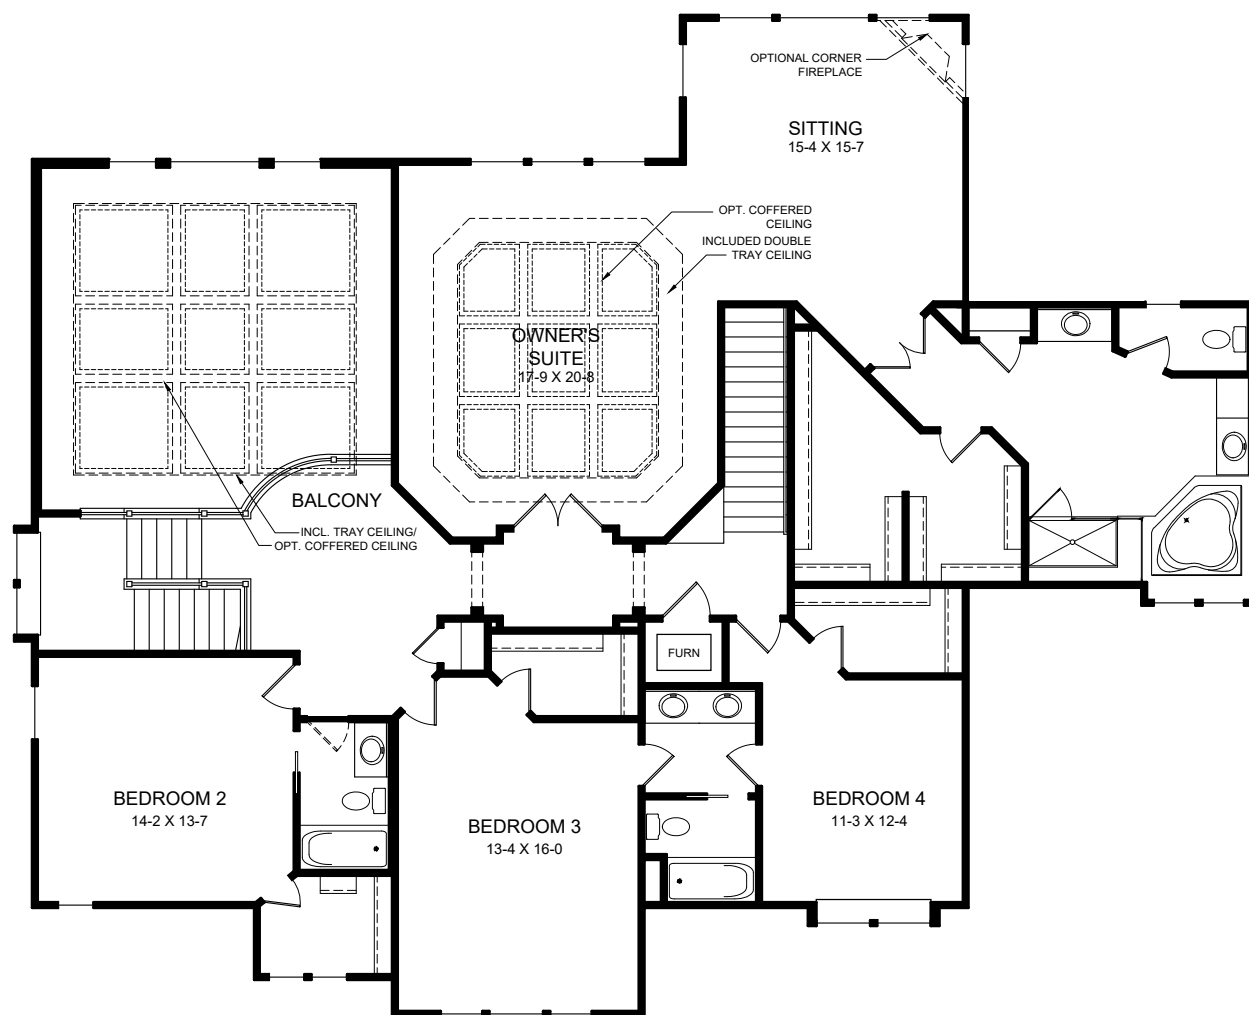 OPTIONAL CORNER
FIREPLACE
SITTING
15-4 X 15-7
OPT. COFFERED
CEILING
INCLUDED DOUBLE
TRAY CEILING
OWNER'S
SUITE
17-9 X 20-8
BALCONY
INCL. TRAY CEILING/
OPT. COFFERED CEILING
FURN
BEDROOM 2
14-2 X 13-7
BEDROOM 3
13-4 X 16-0
BEDROOM 4
11-3 X 12-4